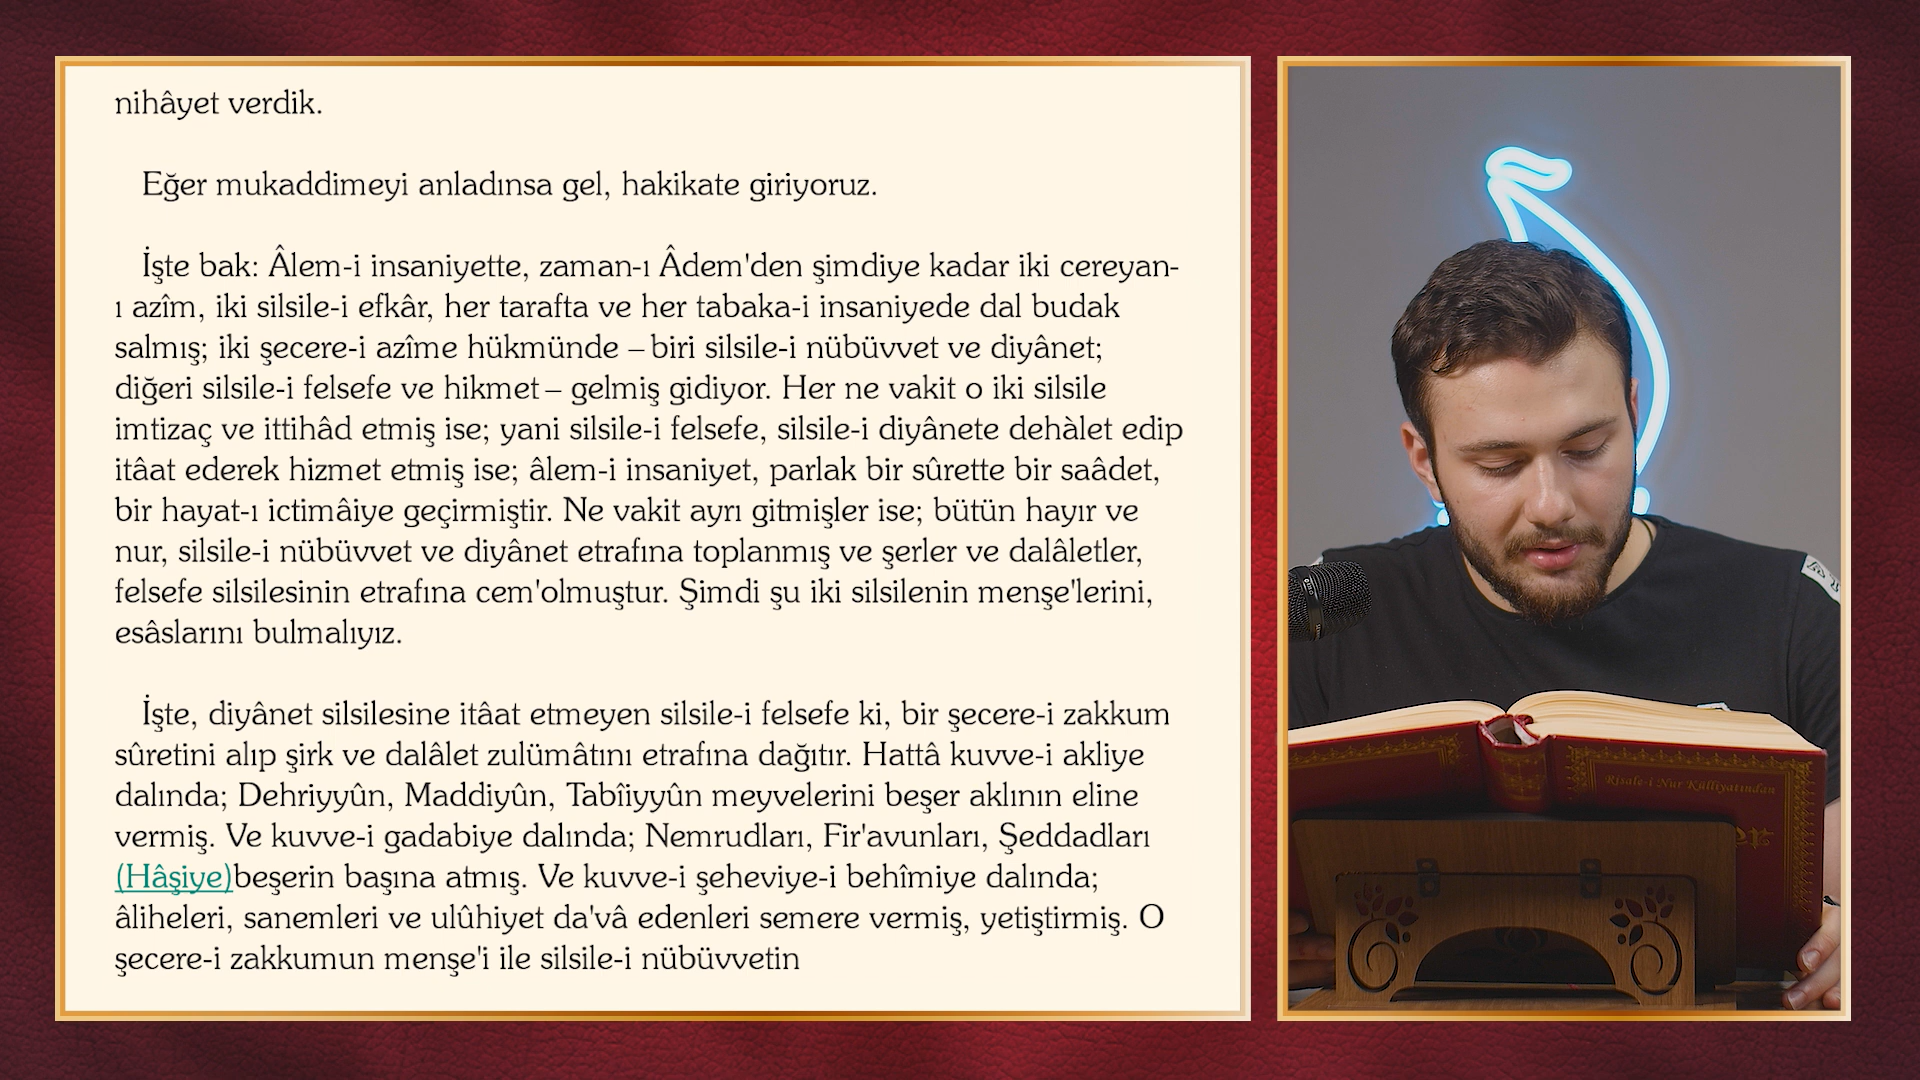 nihâyet verdik.
Eğer mukaddimeyi anladınsa gel, hakikate giriyoruz.
İşte bak: Âlem-i insaniyette, zaman-ı Âdem'den şimdiye kadar iki cereyan-
ı azîm, iki silsile-i efkâr, her tarafta ve her tabaka-i insaniyede dal budak
salmış; iki şecere-i azîme hükmünde – biri silsile-i nübüvvet ve diyânet;
diğeri silsile-i felsefe ve hikmet – gelmiş gidiyor. Her ne vakit o iki silsile
imtizaç ve ittihâd etmiş ise; yani silsile-i felsefe, silsile-i diyânete dehàlet edip
itâat ederek hizmet etmiş ise; âlem-i insaniyet, parlak bir sûrette bir saâdet,
bir hayat-ı ictimâiye geçirmiştir. Ne vakit ayrı gitmişler ise; bütün hayır ve
nur, silsile-i nübüvvet ve diyânet etrafına toplanmış ve şerler ve dalâletler,
felsefe silsilesinin etrafına cem'olmuştur. Şimdi şu iki silsilenin menşe'lerini,
esâslarını bulmalıyız.
İşte, diyânet silsilesine itâat etmeyen silsile-i felsefe ki, bir şecere-i zakkum
sûretini alıp şirk ve dalâlet zulümâtını etrafına dağıtır. Hattâ kuvve-i akliye
dalında; Dehriyyûn, Maddiyûn, Tabîiyyûn meyvelerini beşer aklının eline
vermiş. Ve kuvve-i gadabiye dalında; Nemrudları, Fir'avunları, Şeddadları
(Hâşiye)beşerin başına atmış. Ve kuvve-i şeheviye-i behîmiye dalında;
âliheleri, sanemleri ve ulûhiyet da'vâ edenleri semere vermiş, yetiştirmiş. O
şecere-i zakkumun menşe'i ile silsile-i nübüvvetin
Risale-i Nur Külliyatından